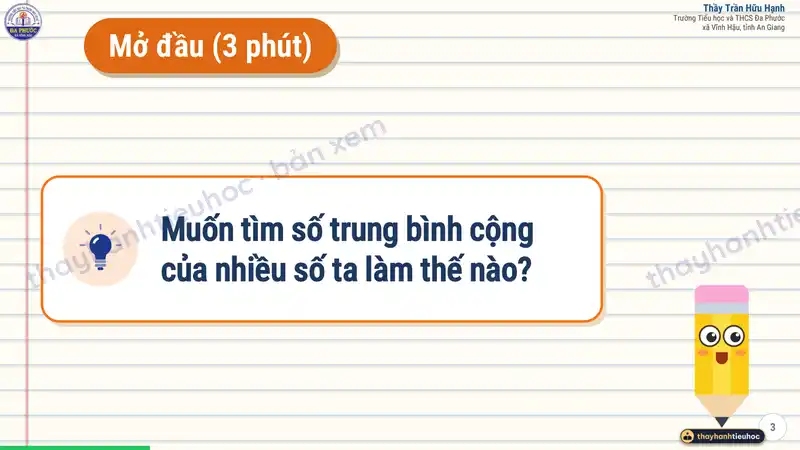 ĐA PHƯỚC
Thầy Trần Hữu Hạnh
Trường Tiểu học và THCS Đa Phước
xã Vĩnh Hậu, tỉnh An Giang
Mở đầu (3 phút)
thayhanhtieuhoc · bản xem
Muốn tìm số trung bình cộng
của nhiều số ta làm thế nào?
thayhanhtie
thayhanhtieuhoc
3